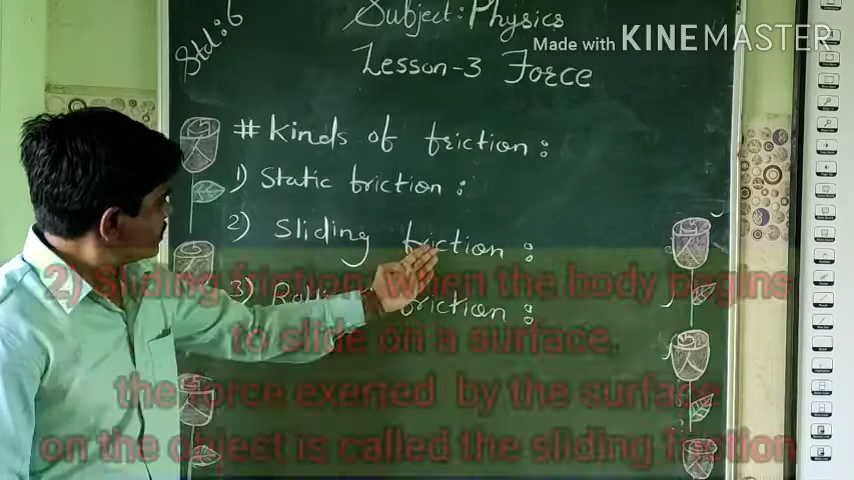 Std:6
Subject: Physics
Made with KINEMASTER
Lesson-3 Force
# Kinds of friction:
1) Static friction:
2) Sliding friction:
3) friction:
2) Sliding friction, when the body begins
to slide on a surface.
the force exerted by the surface
on the object is called the sliding friction